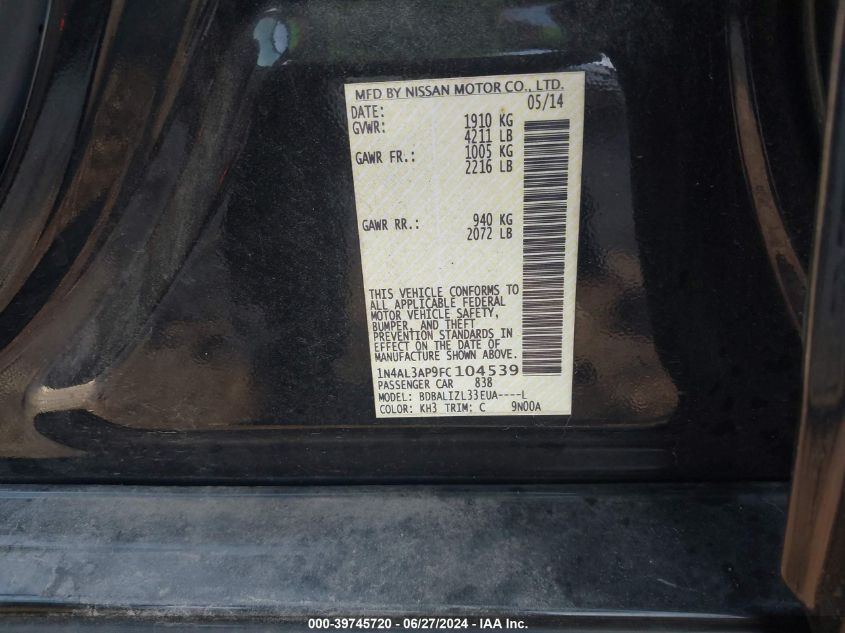 MFD BY NISSAN MOTOR CO., LTD.
DATE: 05/14
GVWR: 1910 KG
4211 LB
GAWR FR.: 1005 KG
2216 LB
GAWR RR.: 940 KG
2072 LB
THIS VEHICLE CONFORMS TO
ALL APPLICABLE FEDERAL
MOTOR VEHICLE SAFETY,
BUMPER, AND THEFT
PREVENTION STANDARDS IN
EFFECT ON THE DATE OF
MANUFACTURE SHOWN ABOVE.
1N4AL3AP9FC104539
PASSENGER CAR 838
MODEL: BDBALIZL33EUA----L
COLOR: KH3 TRIM: C 9N00A
000-39745720 - 06/27/2024 - IAA Inc.